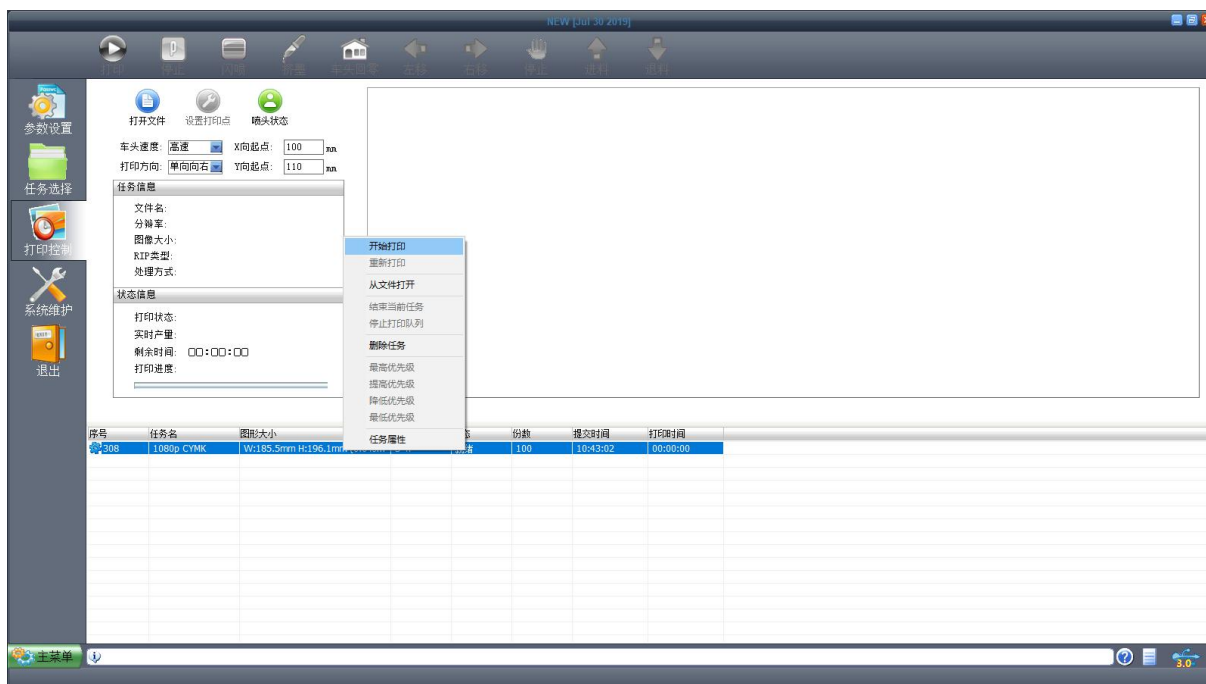 NEW [Jul 30 2019]
打印 停止 闪喷 测量 车头回零 左移 右移 停止 进料 退料
参数设置
任务选择
打印控制
系统维护
退出
打开文件 设置打印点 喷头状态
车头速度: 高速 X向起点: 100 mm
打印方向: 单向向右 Y向起点: 110 mm
任务信息
文件名:
分辨率:
图像大小:
RIP类型:
处理方式:
状态信息
打印状态:
实时产量:
剩余时间: 00:00:00
打印进度:
开始打印
重新打印
从文件打开
结束当前任务
停止打印队列
删除任务
最高优先级
提高优先级
降低优先级
最低优先级
任务属性
序号 任务名 图形大小 份数 提交时间 打印时间
308 1080p CYMK W:185.5mm H:196.1mm 100 10:43:02 00:00:00
主菜单
3.0